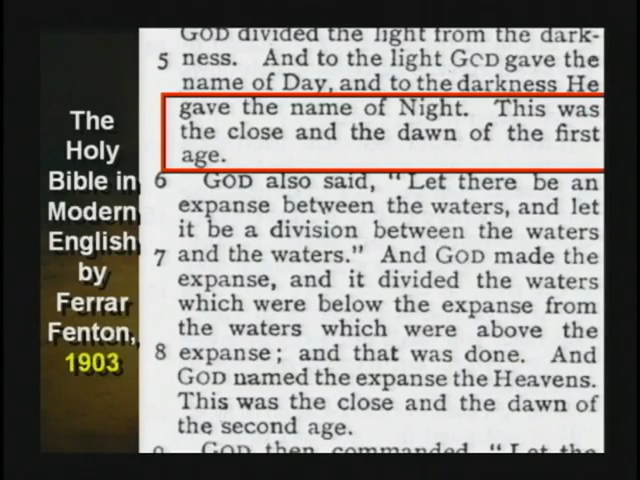 The
Holy
Bible in
Modern
English
by
Ferrar
Fenton,
1903
GOD divided the light from the dark-
5 ness. And to the light GOD gave the
name of Day, and to the darkness He
gave the name of Night. This was
the close and the dawn of the first
age.
6 GOD also said, "Let there be an
expanse between the waters, and let
it be a division between the waters
7 and the waters." And GOD made the
expanse, and it divided the waters
which were below the expanse from
the waters which were above the
8 expanse; and that was done. And
GOD named the expanse the Heavens.
This was the close and the dawn of
the second age.
9 GOD then commanded, "Let the